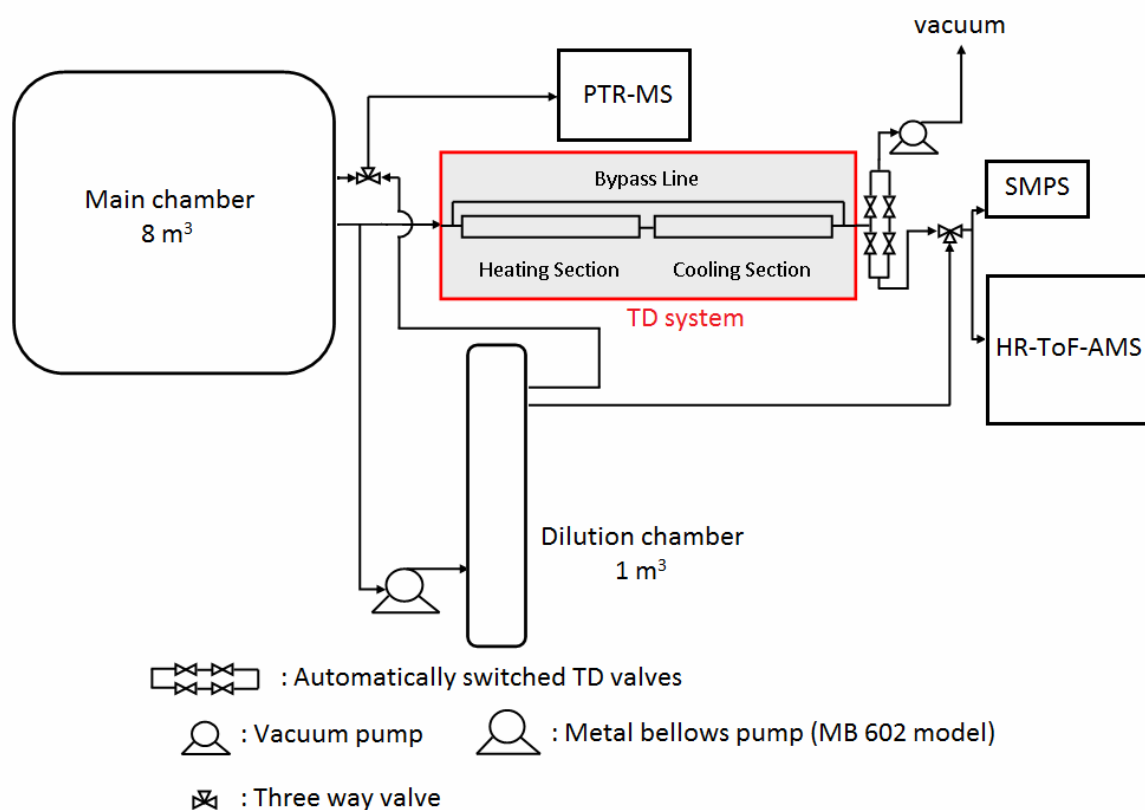 vacuum
PTR-MS
Main chamber
8 m³
Bypass Line
SMPS
Heating Section
Cooling Section
TD system
HR-ToF-AMS
Dilution chamber
1 m³
: Automatically switched TD valves
: Vacuum pump
: Metal bellows pump (MB 602 model)
: Three way valve